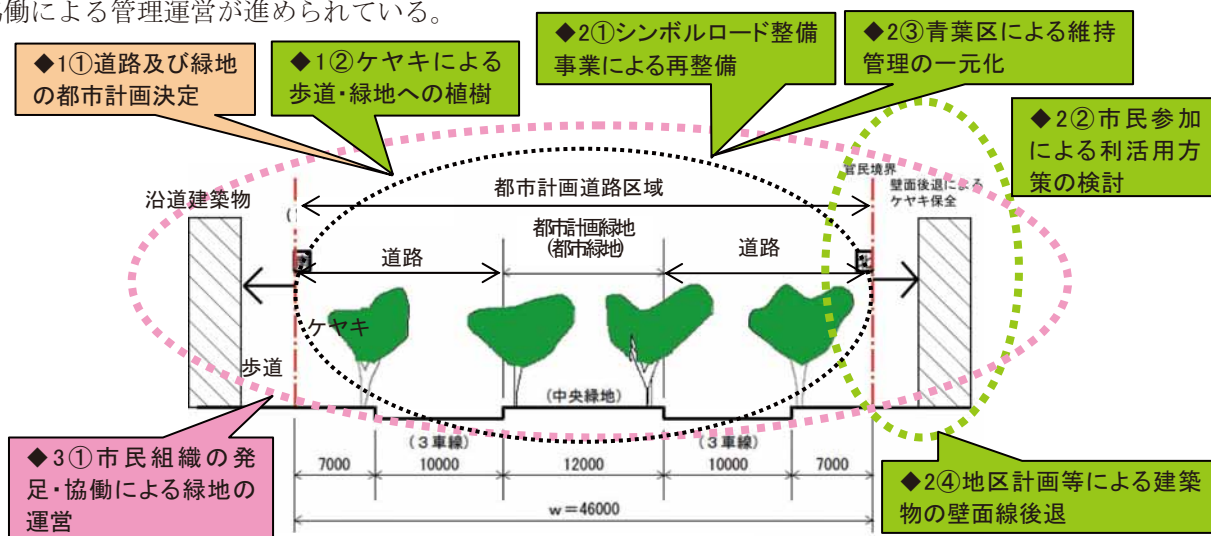 協働による管理運営が進められている。
◆1①道路及び緑地
の都市計画決定
◆1②ケヤキによる
歩道・緑地への植樹
◆2①シンボルロード整備
事業による再整備
◆2③青葉区による維持
管理の一元化
◆2②市民参加
による利活用方
策の検討
沿道建築物
都市計画道路区域
官民境界
壁面後退による
ケヤキ保全
道路
都市計画緑地
(都市緑地)
道路
ケヤキ
歩道
(中央緑地)
(3車線)
(3車線)
7000
10000
12000
10000
7000
w=46000
◆3①市民組織の発
足・協働による緑地の
運営
◆2④地区計画等による建築
物の壁面線後退